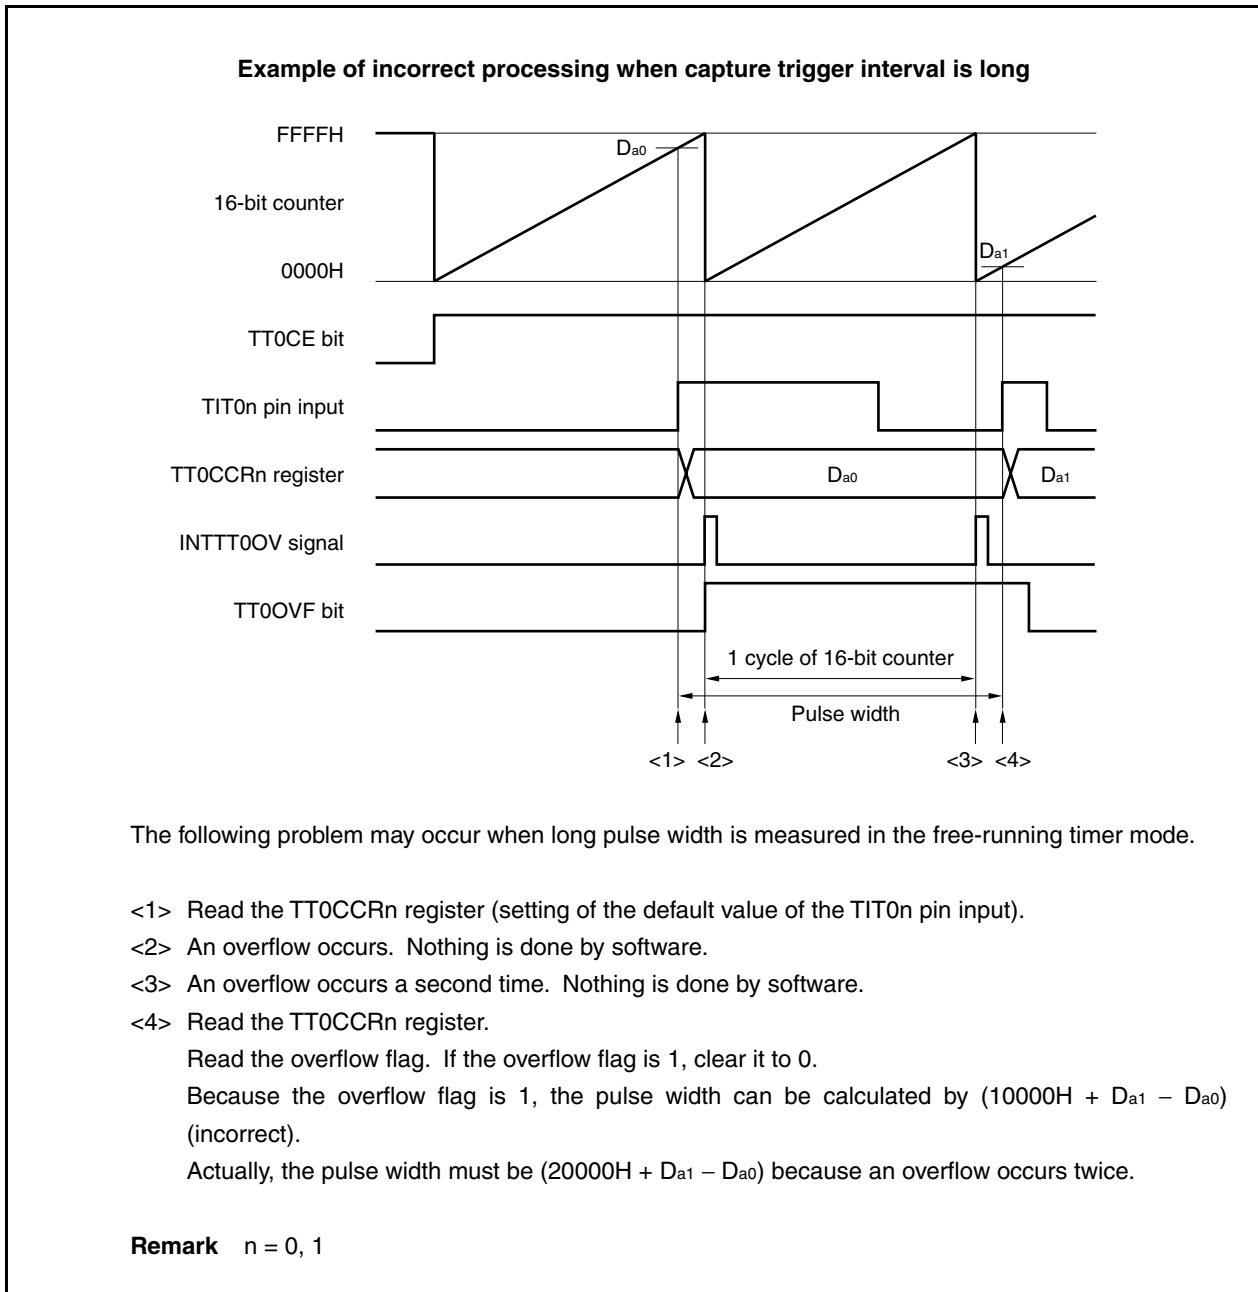 Example of incorrect processing when capture trigger interval is long
FFFFH
Da0
16-bit counter
Da1
0000H
TT0CE bit
TIT0n pin input
TT0CCRn register
Da0
Da1
INTTT0OV signal
TT0OVF bit
1 cycle of 16-bit counter
Pulse width
<1> <2> <3> <4>
The following problem may occur when long pulse width is measured in the free-running timer mode.
<1> Read the TT0CCRn register (setting of the default value of the TIT0n pin input).
<2> An overflow occurs. Nothing is done by software.
<3> An overflow occurs a second time. Nothing is done by software.
<4> Read the TT0CCRn register.
Read the overflow flag. If the overflow flag is 1, clear it to 0.
Because the overflow flag is 1, the pulse width can be calculated by (10000H + Da1 − Da0)
(incorrect).
Actually, the pulse width must be (20000H + Da1 − Da0) because an overflow occurs twice.
Remark n = 0, 1